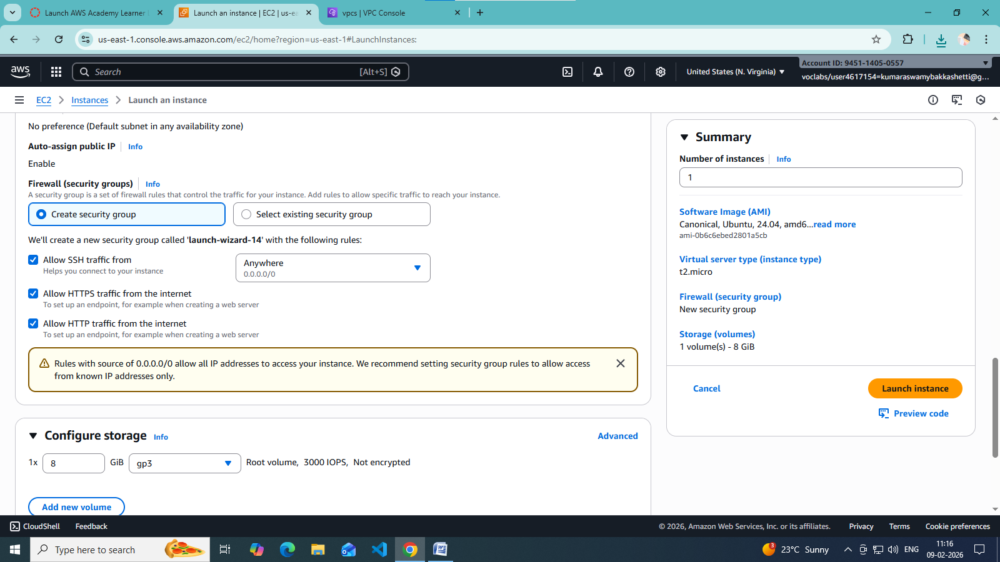 Launch AWS Academy Learner L
Launch an instance | EC2 | us-ea
vpcs | VPC Console
us-east-1.console.aws.amazon.com/ec2/home?region=us-east-1#LaunchInstances:
aws
Search
[Alt+S]
United States (N. Virginia)
Account ID: 9451-1405-0557
voclabs/user4617154=kumaraswamybakkashetti@g...
EC2
Instances
Launch an instance
No preference (Default subnet in any availability zone)
Auto-assign public IP
Info
Enable
Firewall (security groups)
Info
A security group is a set of firewall rules that control the traffic for your instance. Add rules to allow specific traffic to reach your instance.
Create security group
Select existing security group
We'll create a new security group called 'launch-wizard-14' with the following rules:
Allow SSH traffic from
Helps you connect to your instance
Anywhere
0.0.0.0/0
Allow HTTPS traffic from the internet
To set up an endpoint, for example when creating a web server
Allow HTTP traffic from the internet
To set up an endpoint, for example when creating a web server
Rules with source of 0.0.0.0/0 allow all IP addresses to access your instance. We recommend setting security group rules to allow access
from known IP addresses only.
Configure storage
Info
Advanced
1x
8
GiB
gp3
Root volume, 3000 IOPS, Not encrypted
Add new volume
Summary
Number of instances
Info
1
Software Image (AMI)
Canonical, Ubuntu, 24.04, amd6...read more
ami-0b6c6ebed2801a5cb
Virtual server type (instance type)
t2.micro
Firewall (security group)
New security group
Storage (volumes)
1 volume(s) - 8 GiB
Cancel
Launch instance
Preview code
CloudShell
Feedback
© 2026, Amazon Web Services, Inc. or its affiliates.
Privacy
Terms
Cookie preferences
Type here to search
3
23°C Sunny
ENG
11:16
09-02-2026